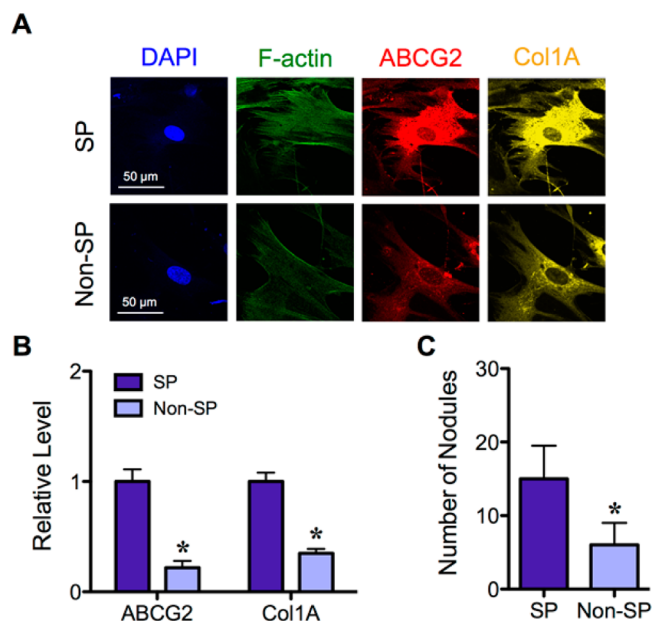 A
DAPI F-actin ABCG2 Col1A
SP
50 µm
Non-SP
50 µm
B
Relative Level
2
1
0
SP
Non-SP
*
*
ABCG2 Col1A
C
Number of Nodules
30
20
10
0
*
SP Non-SP